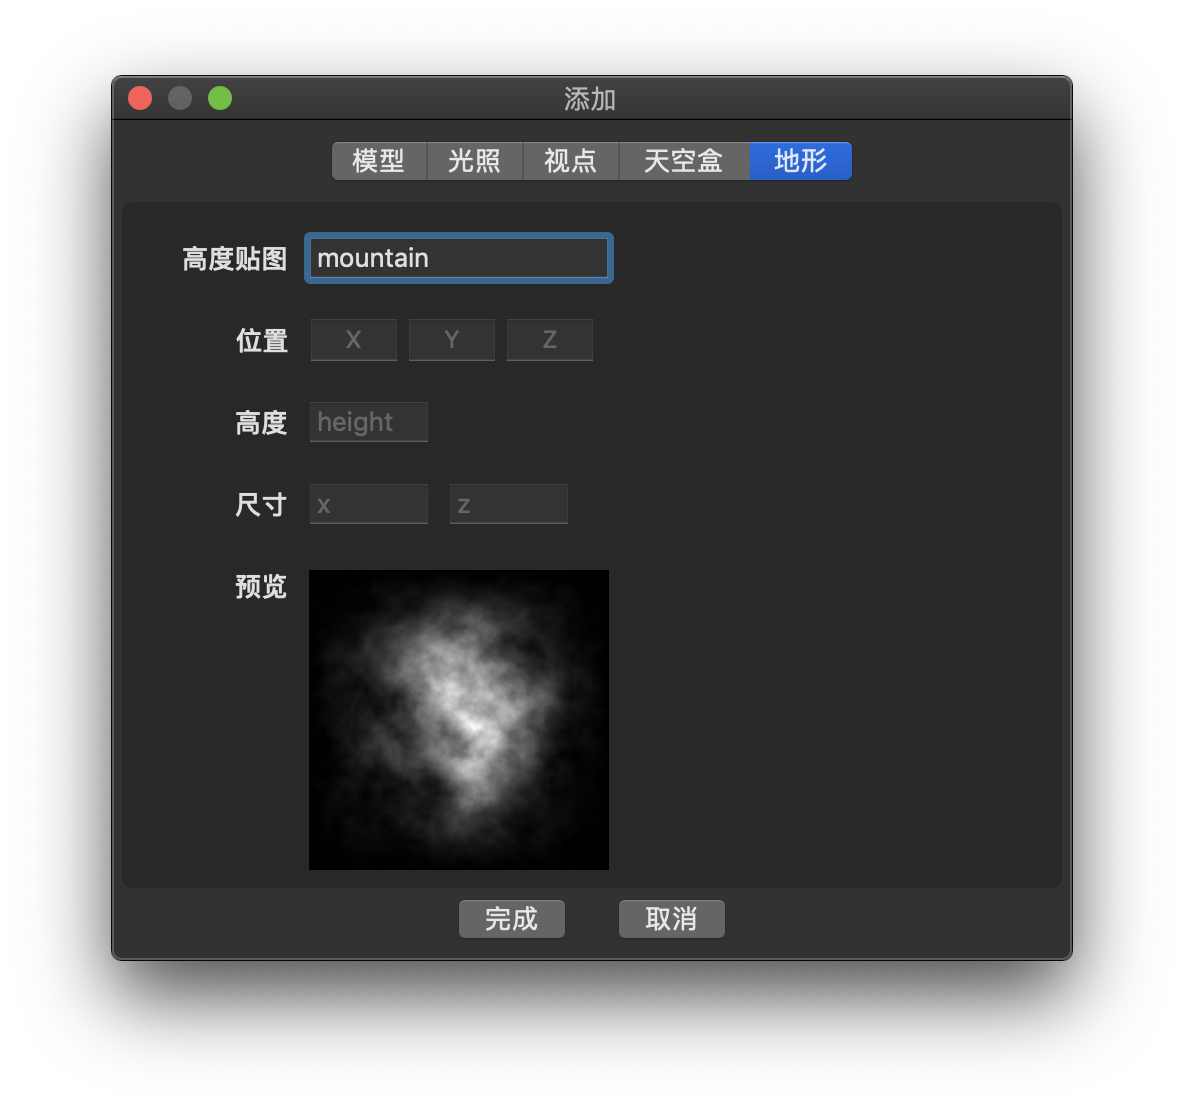 添加
模型 光照 视点 天空盒 地形
高度贴图 mountain
位置 X Y Z
高度 height
尺寸 x z
预览
完成 取消